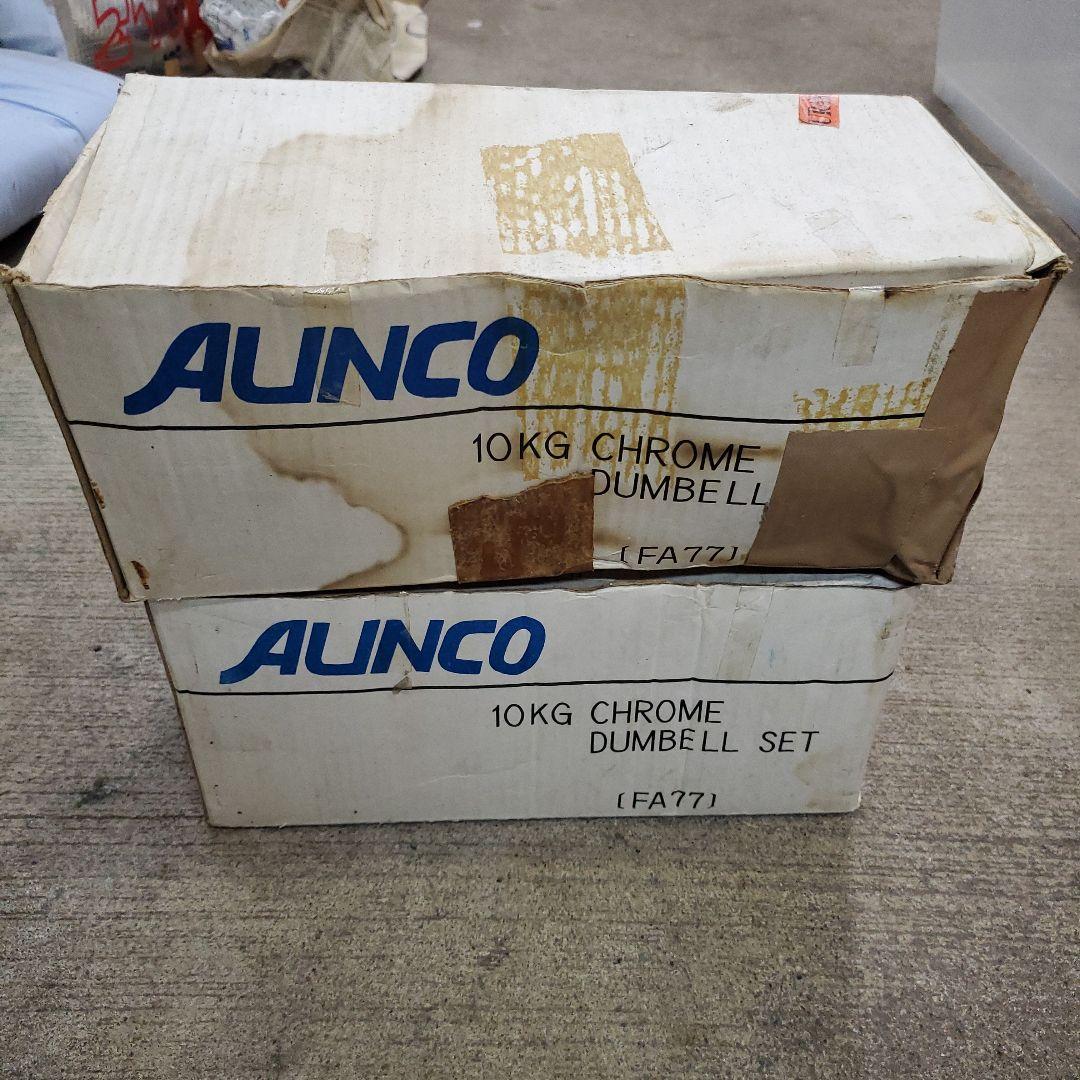 AUNCO
10KG CHROME
DUMBELL
[FA77]
AUNCO
10KG CHROME
DUMBELL SET
[FA77]